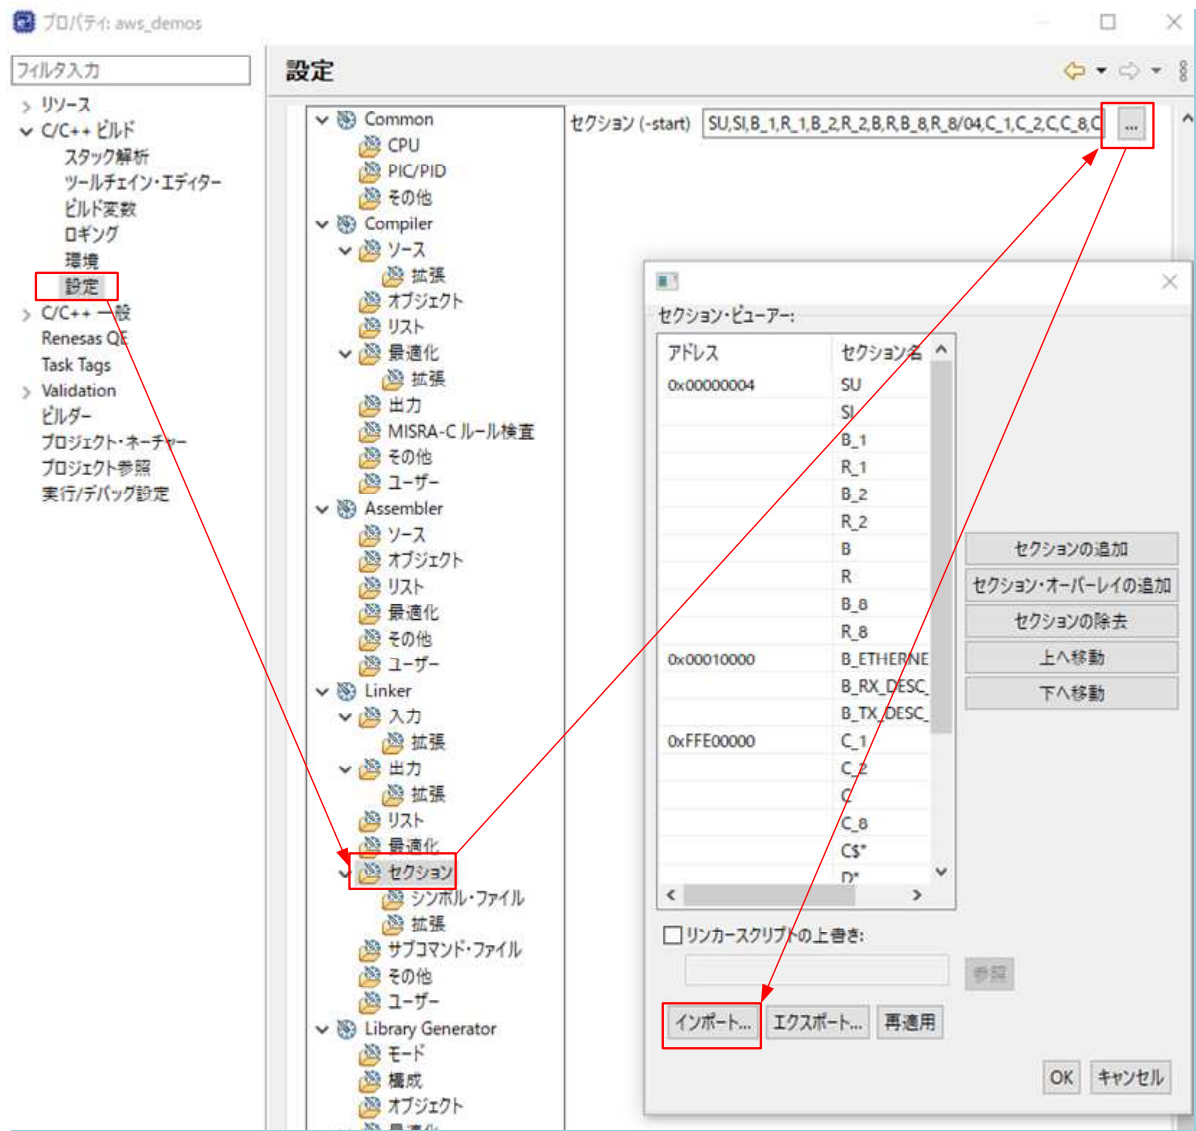 プロパティ: aws_demos
フィルタ入力
リソース
C/C++ ビルド
スタック解析
ツールチェイン・エディター
ビルド変数
ロギング
環境
設定
C/C++ 一般
Renesas QE
Task Tags
Validation
ビルダー
プロジェクト・ネーチャー
プロジェクト参照
実行/デバッグ設定
設定
Common
CPU
PIC/PID
その他
Compiler
ソース
拡張
オブジェクト
リスト
最適化
拡張
出力
MISRA-C ルール検査
その他
ユーザー
Assembler
ソース
オブジェクト
リスト
最適化
その他
ユーザー
Linker
入力
拡張
出力
拡張
リスト
最適化
セクション
シンボル・ファイル
拡張
サブコマンド・ファイル
その他
ユーザー
Library Generator
モード
構成
オブジェクト
最適化
セクション (-start) SU,SI,B_1,R_1,B_2,R_2,B,R,B_8,R_8/04,C_1,C_2,C,C_8,C ...
セクション・ビューアー:
アドレス セクション名
0x00000004 SU
SI
B_1
R_1
B_2
R_2
B
R
B_8
R_8
0x00010000 B_ETHERNE
B_RX_DESC_
B_TX_DESC_
0xFFE00000 C_1
C_2
C
C_8
C$*
D*
セクションの追加
セクション・オーバーレイの追加
セクションの除去
上へ移動
下へ移動
リンカースクリプトの上書き:
参照
インポート... エクスポート... 再適用
OK キャンセル